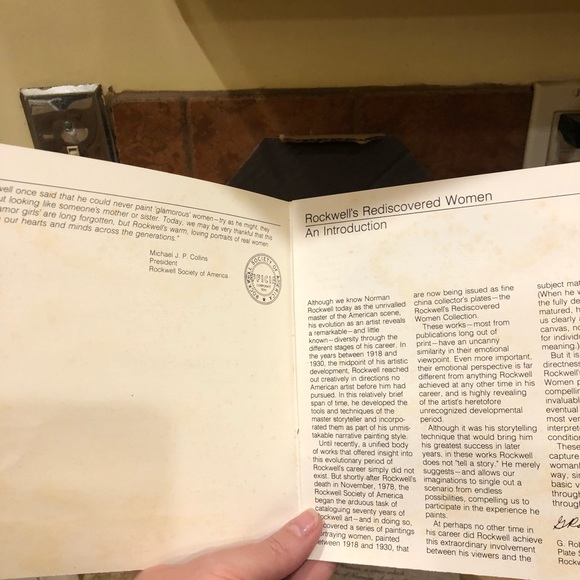 well once said that he could never paint 'glamorous' women—try as he might, they
ut looking like someone's mother or sister. Today, we may be very thankful that this
amor girls' are long forgotten, but Rockwell's warm, loving portraits of real women
our hearts and minds across the generations."
Michael J. P. Collins
President
Rockwell Society of America
ROCKWELL SOCIETY OF AMERICA
OFFICIAL
Rockwell's Rediscovered Women
An Introduction
Although we know Norman
Rockwell today as the unrivalled
master of the American scene,
his evolution as an artist reveals
a remarkable—and little
known—diversity through the
different stages of his career. In
the years between 1918 and
1930, the midpoint of his artistic
development, Rockwell reached
out creatively in directions no
American artist before him had
pursued. In this relatively brief
span of time, he developed the
tools and techniques of the
master storyteller and incorpo-
rated them as part of his unmis-
takable narrative painting style.
Until recently, a unified body
of works that offered insight into
this evolutionary period of
Rockwell's career simply did not
exist. But shortly after Rockwell's
death in November, 1978, the
Rockwell Society of America
began the arduous task of
cataloguing seventy years of
Rockwell art—and in doing so,
covered a series of paintings
portraying women, painted
between 1918 and 1930, that
are now being issued as fine
china collector's plates—the
Rockwell's Rediscovered
Women Collection.
These works—most from
publications long out of
print—have an uncanny
similarity in their emotional
viewpoint. Even more important,
their emotional perspective is far
different from anything Rockwell
achieved at any other time in his
career, and is highly revealing
of the artist's heretofore
unrecognized developmental
period.
Although it was his storytelling
technique that would bring him
his greatest success in later
years, in these works Rockwell
does not "tell a story." He merely
suggests—and allows our
imaginations to single out a
scenario from endless
possibilities, compelling us to
participate in the experience he
paints.
At perhaps no other time in
his career did Rockwell achieve
this extraordinary involvement
between his viewers and the
subject mat
(When he w
the fully de
matured, h
us clearly
canvas, no
for individ
meaning.)
But it is
directness
Rockwell's
Women p
compellin
invaluabl
eventual
most ver
interpret
condition
These
capture
womanh
way, sin
basic v
through
throug
G. Rol
Plate
Rockw